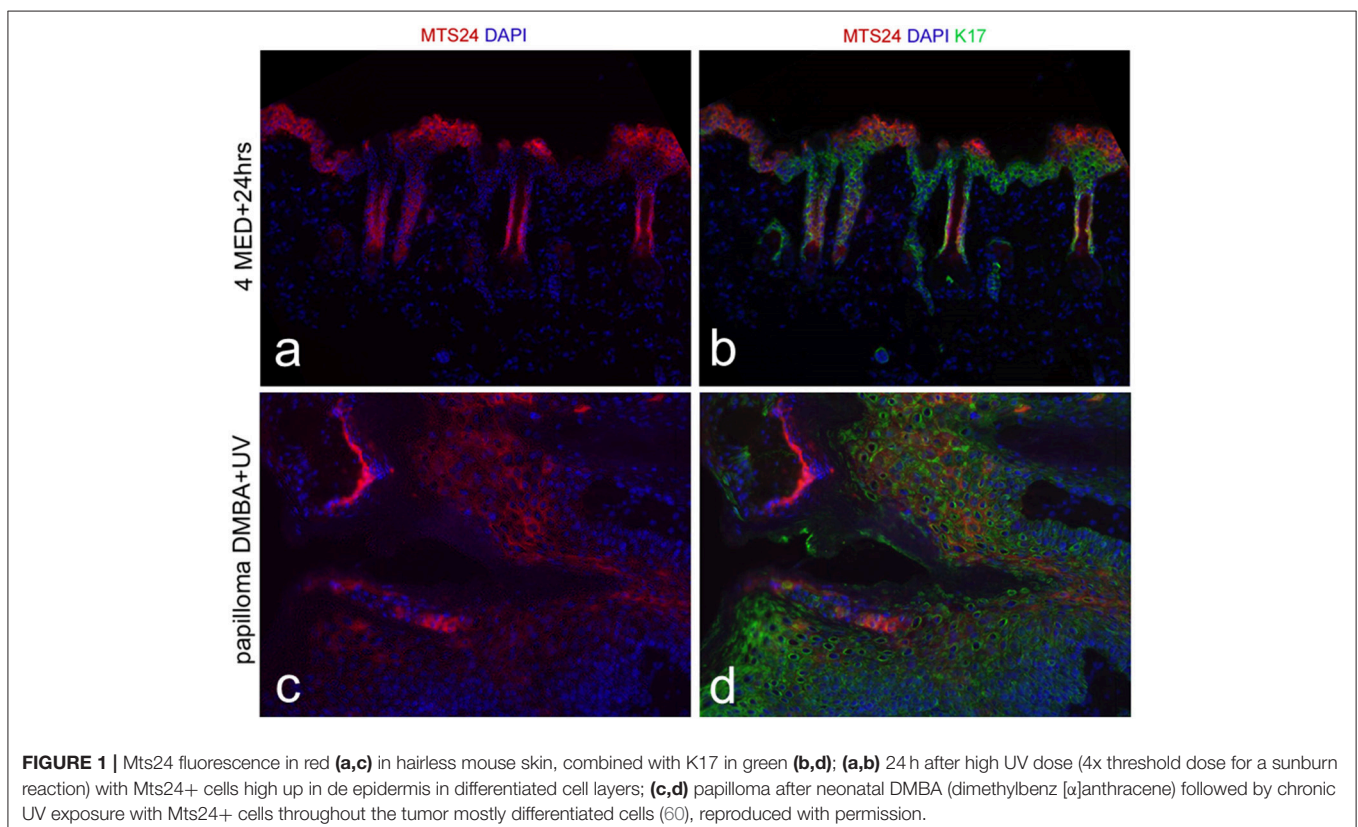 MTS24 DAPI
MTS24 DAPI K17
4 MED+24hrs
a
b
papilloma DMBA+UV
c
d
FIGURE 1 | Mts24 fluorescence in red (a,c) in hairless mouse skin, combined with K17 in green (b,d); (a,b) 24 h after high UV dose (4x threshold dose for a sunburn
reaction) with Mts24+ cells high up in de epidermis in differentiated cell layers; (c,d) papilloma after neonatal DMBA (dimethylbenz [α]anthracene) followed by chronic
UV exposure with Mts24+ cells throughout the tumor mostly differentiated cells (60), reproduced with permission.